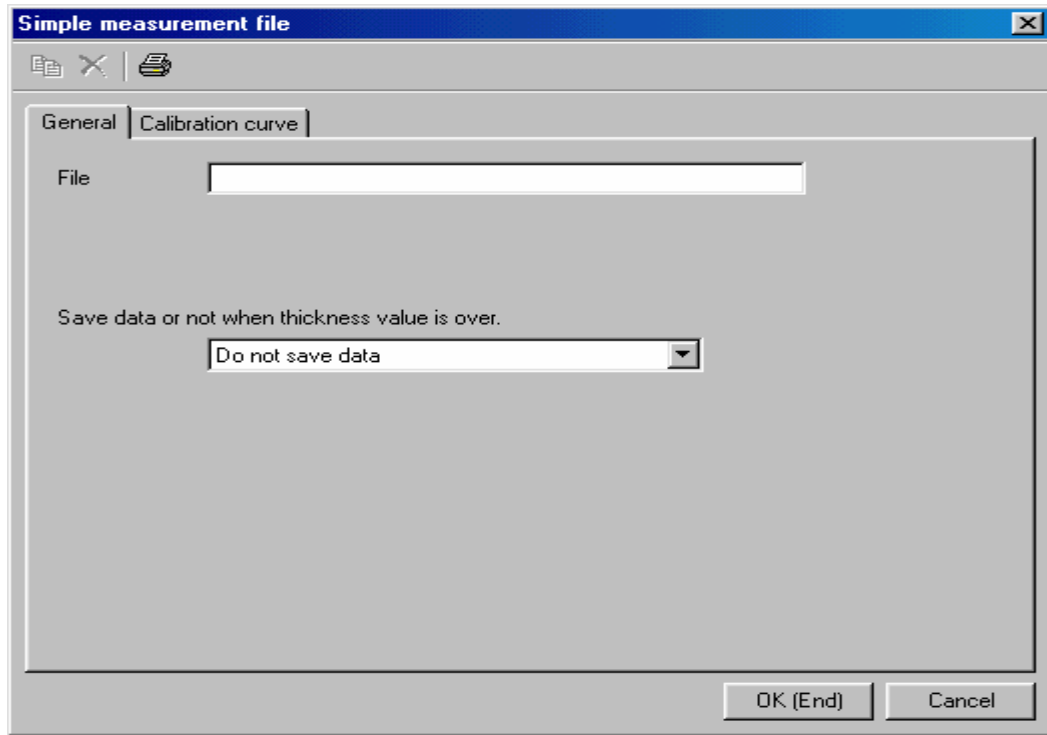 Simple measurement file
General
Calibration curve
File
Save data or not when thickness value is over.
Do not save data
OK (End)
Cancel